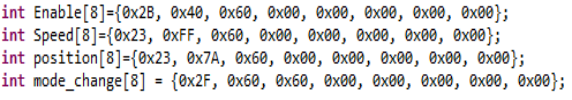 int Enable[8]={0x2B, 0x40, 0x60, 0x00, 0x00, 0x00, 0x00, 0x00};
int Speed[8]={0x23, 0xFF, 0x60, 0x00, 0x00, 0x00, 0x00, 0x00};
int position[8]={0x23, 0x7A, 0x60, 0x00, 0x00, 0x00, 0x00, 0x00};
int mode_change[8] = {0x2F, 0x60, 0x60, 0x00, 0x00, 0x00, 0x00, 0x00};